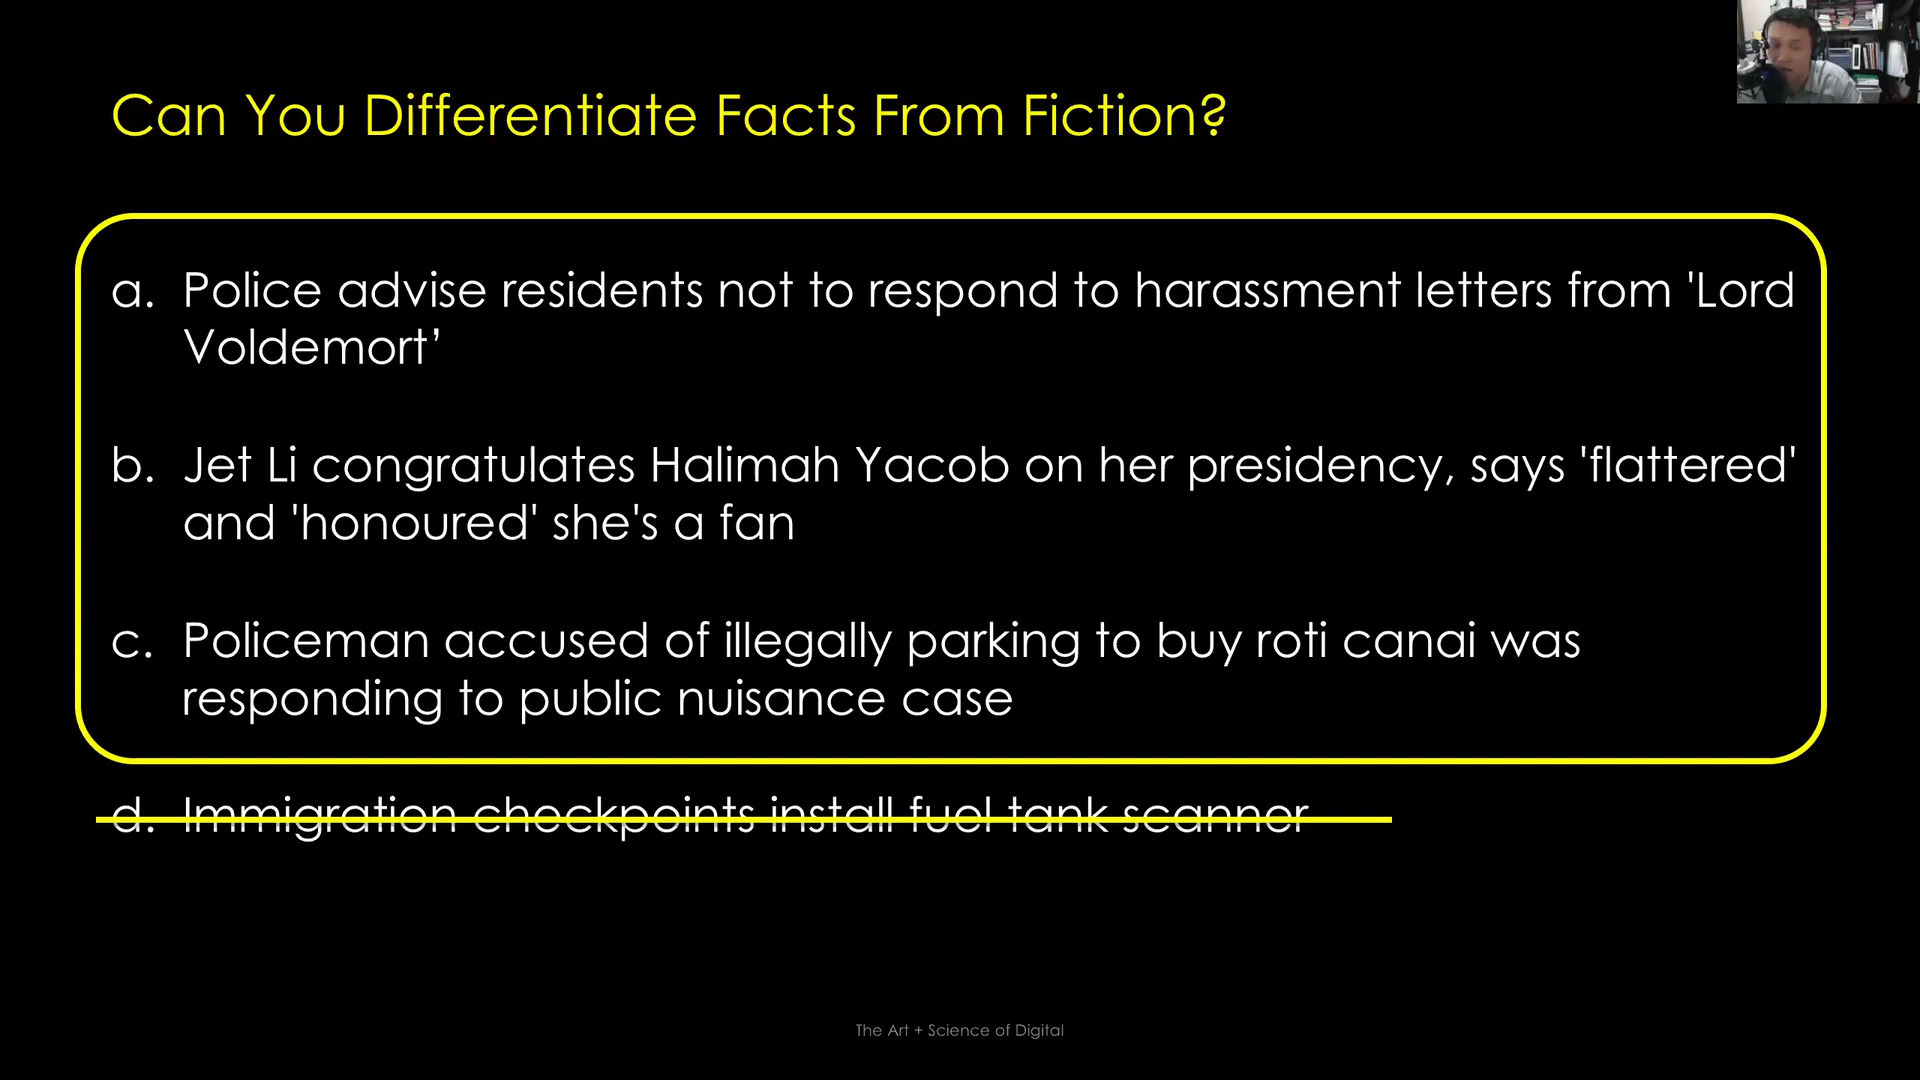 Can You Differentiate Facts From Fiction?
a. Police advise residents not to respond to harassment letters from 'Lord
Voldemort’
b. Jet Li congratulates Halimah Yacob on her presidency, says 'flattered'
and 'honoured' she's a fan
c. Policeman accused of illegally parking to buy roti canai was
responding to public nuisance case
d. Immigration checkpoints install fuel tank scanner
The Art + Science of Digital